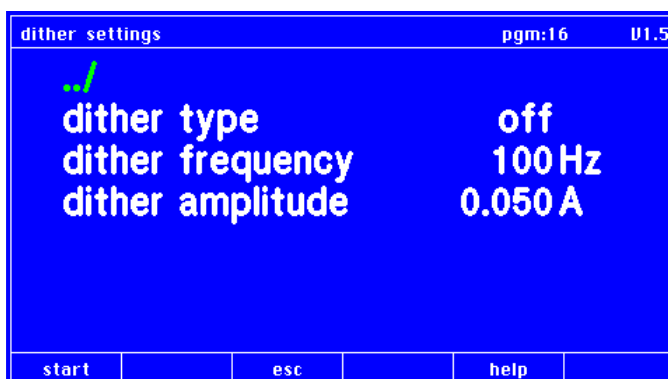 dither settings pgm:16 V1.5
../
dither type off
dither frequency 100 Hz
dither amplitude 0.050 A
start esc help